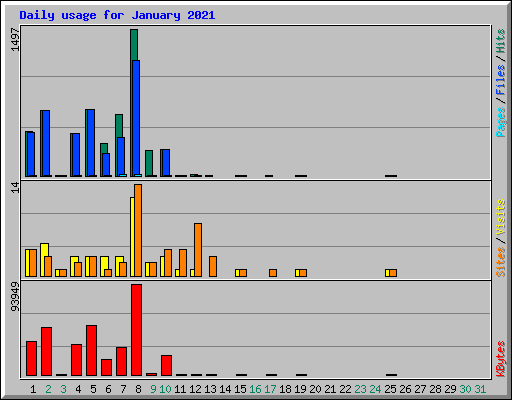 Daily usage for January 2021
1497
Pages / Files / Hits
14
Sites / Visits
93949
KBytes
1 2 3 4 5 6 7 8 9 10 11 12 13 14 15 16 17 18 19 20 21 22 23 24 25 26 27 28 29 30 31